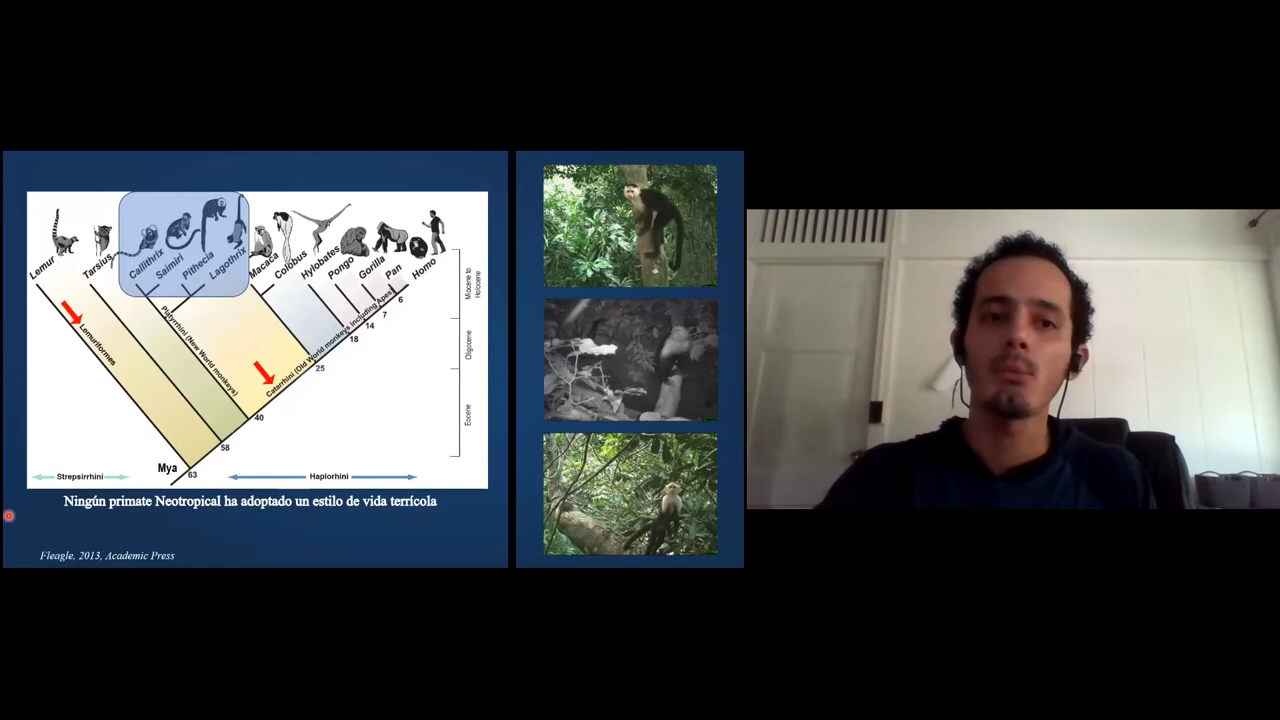 Lemur
Tarsius
Callithrix
Saimiri
Pithecia
Lagothrix
Macaca
Colobus
Hylobates
Pongo
Gorilla
Pan
Homo
Lemuriformes
Platyrrhini (New World monkeys)
Catarrhini (Old World monkeys including Apes)
6
7
14
18
25
40
58
63
Mya
Miocene to
Holocene
Oligocene
Eocene
Strepsirrhini
Haplorhini
Ningún primate Neotropical ha adoptado un estilo de vida terrícola
Fleagle, 2013, Academic Press